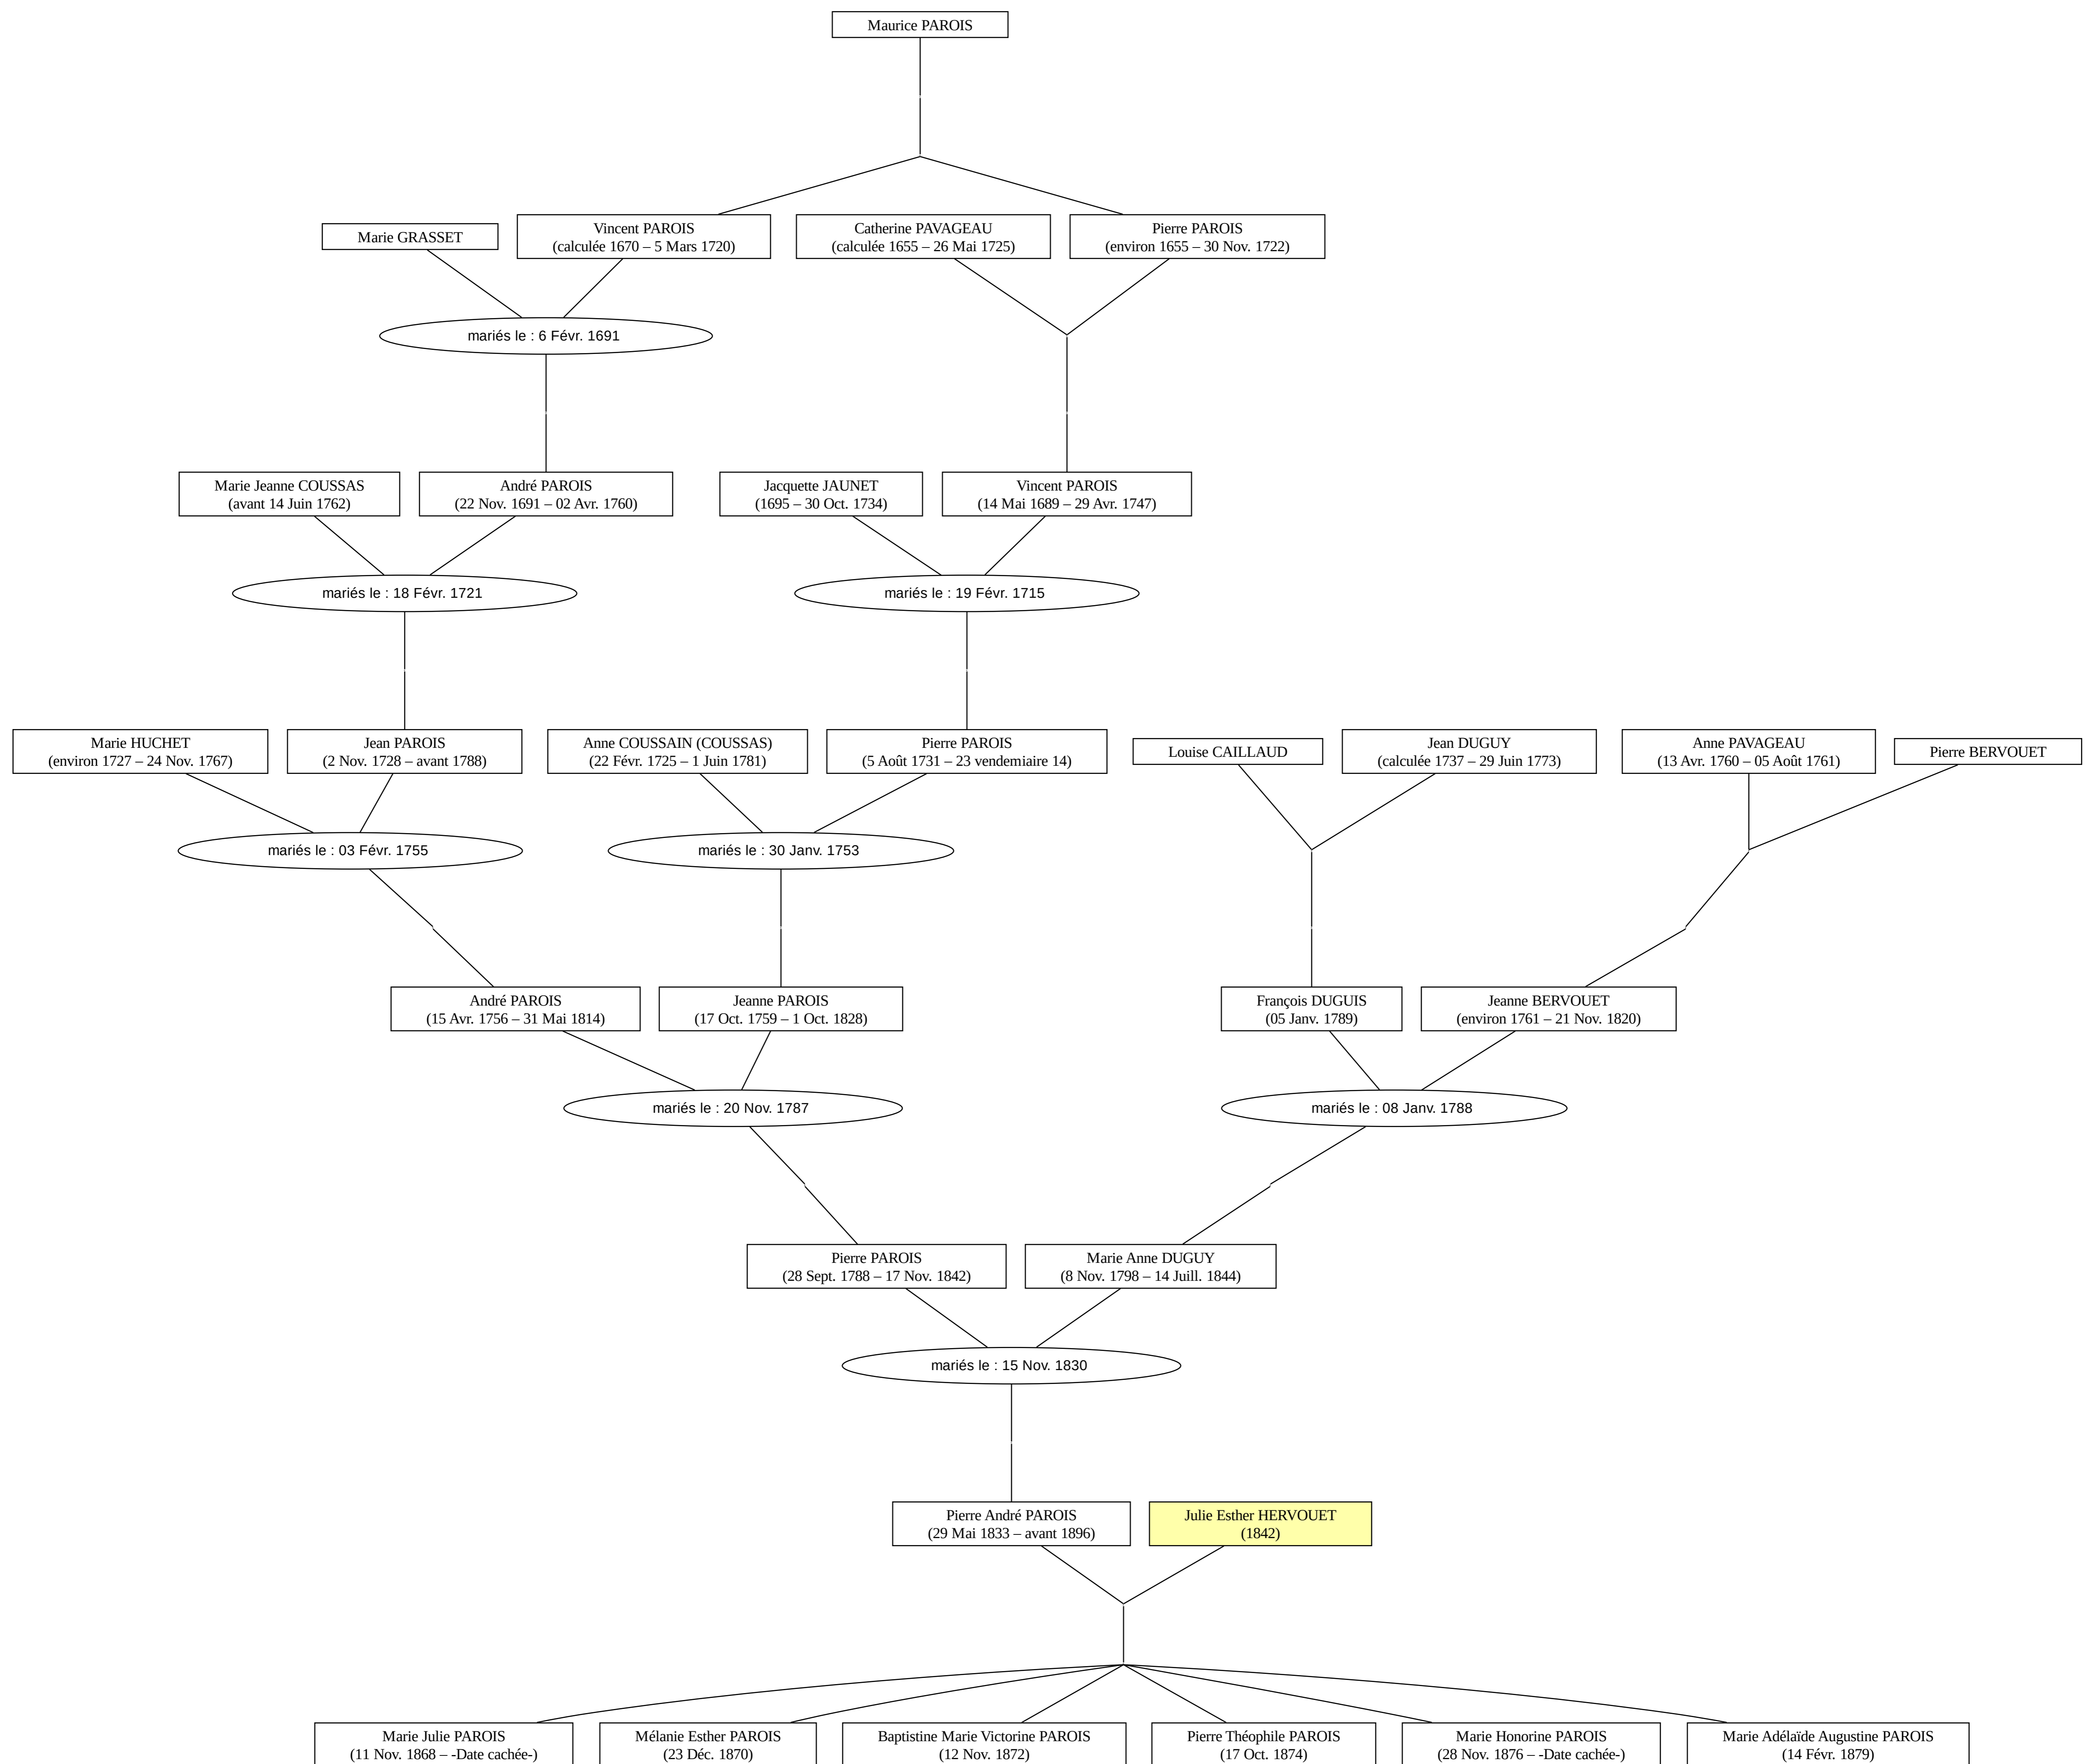 Maurice PAROIS
Marie GRASSET
Vincent PAROIS
(calculée 1670 – 5 Mars 1720)
Catherine PAVAGEAU
(calculée 1655 – 26 Mai 1725)
Pierre PAROIS
(environ 1655 – 30 Nov. 1722)
mariés le : 6 Févr. 1691
Marie Jeanne COUSSAS
(avant 14 Juin 1762)
André PAROIS
(22 Nov. 1691 – 02 Avr. 1760)
Jacquette JAUNET
(1695 – 30 Oct. 1734)
Vincent PAROIS
(14 Mai 1689 – 29 Avr. 1747)
mariés le : 18 Févr. 1721
mariés le : 19 Févr. 1715
Marie HUCHET
(environ 1727 – 24 Nov. 1767)
Jean PAROIS
(2 Nov. 1728 – avant 1788)
Anne COUSSAIN (COUSSAS)
(22 Févr. 1725 – 1 Juin 1781)
Pierre PAROIS
(5 Août 1731 – 23 vendemiaire 14)
Louise CAILLAUD
Jean DUGUY
(calculée 1737 – 29 Juin 1773)
Anne PAVAGEAU
(13 Avr. 1760 – 05 Août 1761)
Pierre BERVOUET
mariés le : 03 Févr. 1755
mariés le : 30 Janv. 1753
André PAROIS
(15 Avr. 1756 – 31 Mai 1814)
Jeanne PAROIS
(17 Oct. 1759 – 1 Oct. 1828)
François DUGUIS
(05 Janv. 1789)
Jeanne BERVOUET
(environ 1761 – 21 Nov. 1820)
mariés le : 20 Nov. 1787
mariés le : 08 Janv. 1788
Pierre PAROIS
(28 Sept. 1788 – 17 Nov. 1842)
Marie Anne DUGUY
(8 Nov. 1798 – 14 Juill. 1844)
mariés le : 15 Nov. 1830
Pierre André PAROIS
(29 Mai 1833 – avant 1896)
Julie Esther HERVOUET
(1842)
Marie Julie PAROIS
(11 Nov. 1868 – -Date cachée-)
Mélanie Esther PAROIS
(23 Déc. 1870)
Baptistine Marie Victorine PAROIS
(12 Nov. 1872)
Pierre Théophile PAROIS
(17 Oct. 1874)
Marie Honorine PAROIS
(28 Nov. 1876 – -Date cachée-)
Marie Adélaïde Augustine PAROIS
(14 Févr. 1879)